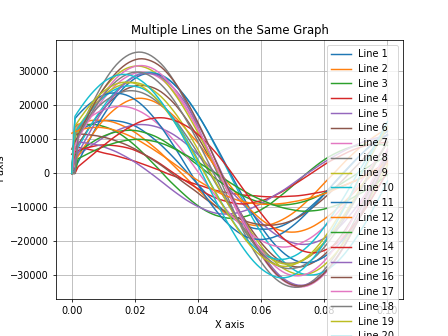 Multiple Lines on the Same Graph
30000
20000
10000
0
−10000
−20000
−30000
0.00
0.02
0.04
0.06
X axis
Line 1
Line 2
Line 3
Line 4
Line 5
Line 6
Line 7
Line 8
Line 9
Line 10
Line 11
Line 12
Line 13
Line 14
Line 15
Line 16
Line 17
Line 18
Line 19
Line 20